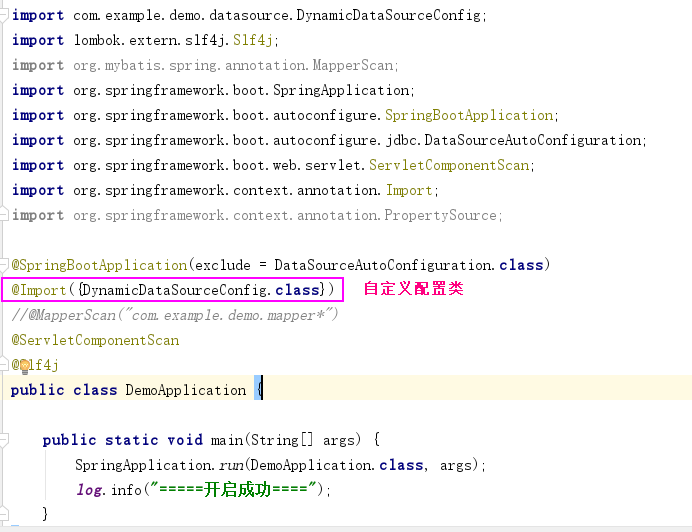 import com.example.demo.datasource.DynamicDataSourceConfig;
import lombok.extern.slf4j.Slf4j;
import org.mybatis.spring.annotation.MapperScan;
import org.springframework.boot.SpringApplication;
import org.springframework.boot.autoconfigure.SpringBootApplication;
import org.springframework.boot.autoconfigure.jdbc.DataSourceAutoConfiguration;
import org.springframework.boot.web.servlet.ServletComponentScan;
import org.springframework.context.annotation.Import;
import org.springframework.context.annotation.PropertySource;
@SpringBootApplication(exclude = DataSourceAutoConfiguration.class)
@Import({DynamicDataSourceConfig.class}) 自定义配置类
//@MapperScan("com.example.demo.mapper*")
@ServletComponentScan
@Slf4j
public class DemoApplication {
public static void main(String[] args) {
SpringApplication.run(DemoApplication.class, args);
log.info("=====开启成功====");
}